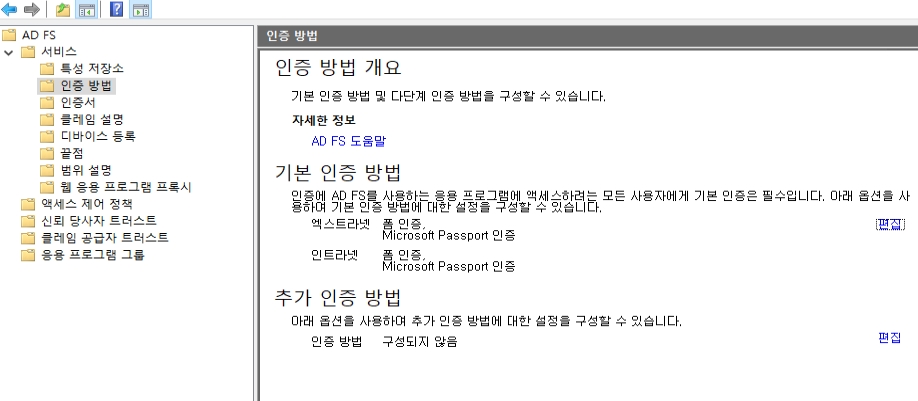 AD FS
서비스
특성 저장소
인증 방법
인증서
클레임 설명
디바이스 등록
끝점
범위 설명
웹 응용 프로그램 프록시
액세스 제어 정책
신뢰 당사자 트러스트
클레임 공급자 트러스트
응용 프로그램 그룹
인증 방법
인증 방법 개요
기본 인증 방법 및 다단계 인증 방법을 구성할 수 있습니다.
자세한 정보
AD FS 도움말
기본 인증 방법
인증에 AD FS를 사용하는 응용 프로그램에 액세스하려는 모든 사용자에게 기본 인증은 필수입니다. 아래 옵션을 사
용하여 기본 인증 방법에 대한 설정을 구성할 수 있습니다.
엑스트라넷 폼 인증, 편집
Microsoft Passport 인증
인트라넷 폼 인증,
Microsoft Passport 인증
추가 인증 방법
아래 옵션을 사용하여 추가 인증 방법에 대한 설정을 구성할 수 있습니다.
인증 방법 구성되지 않음 편집